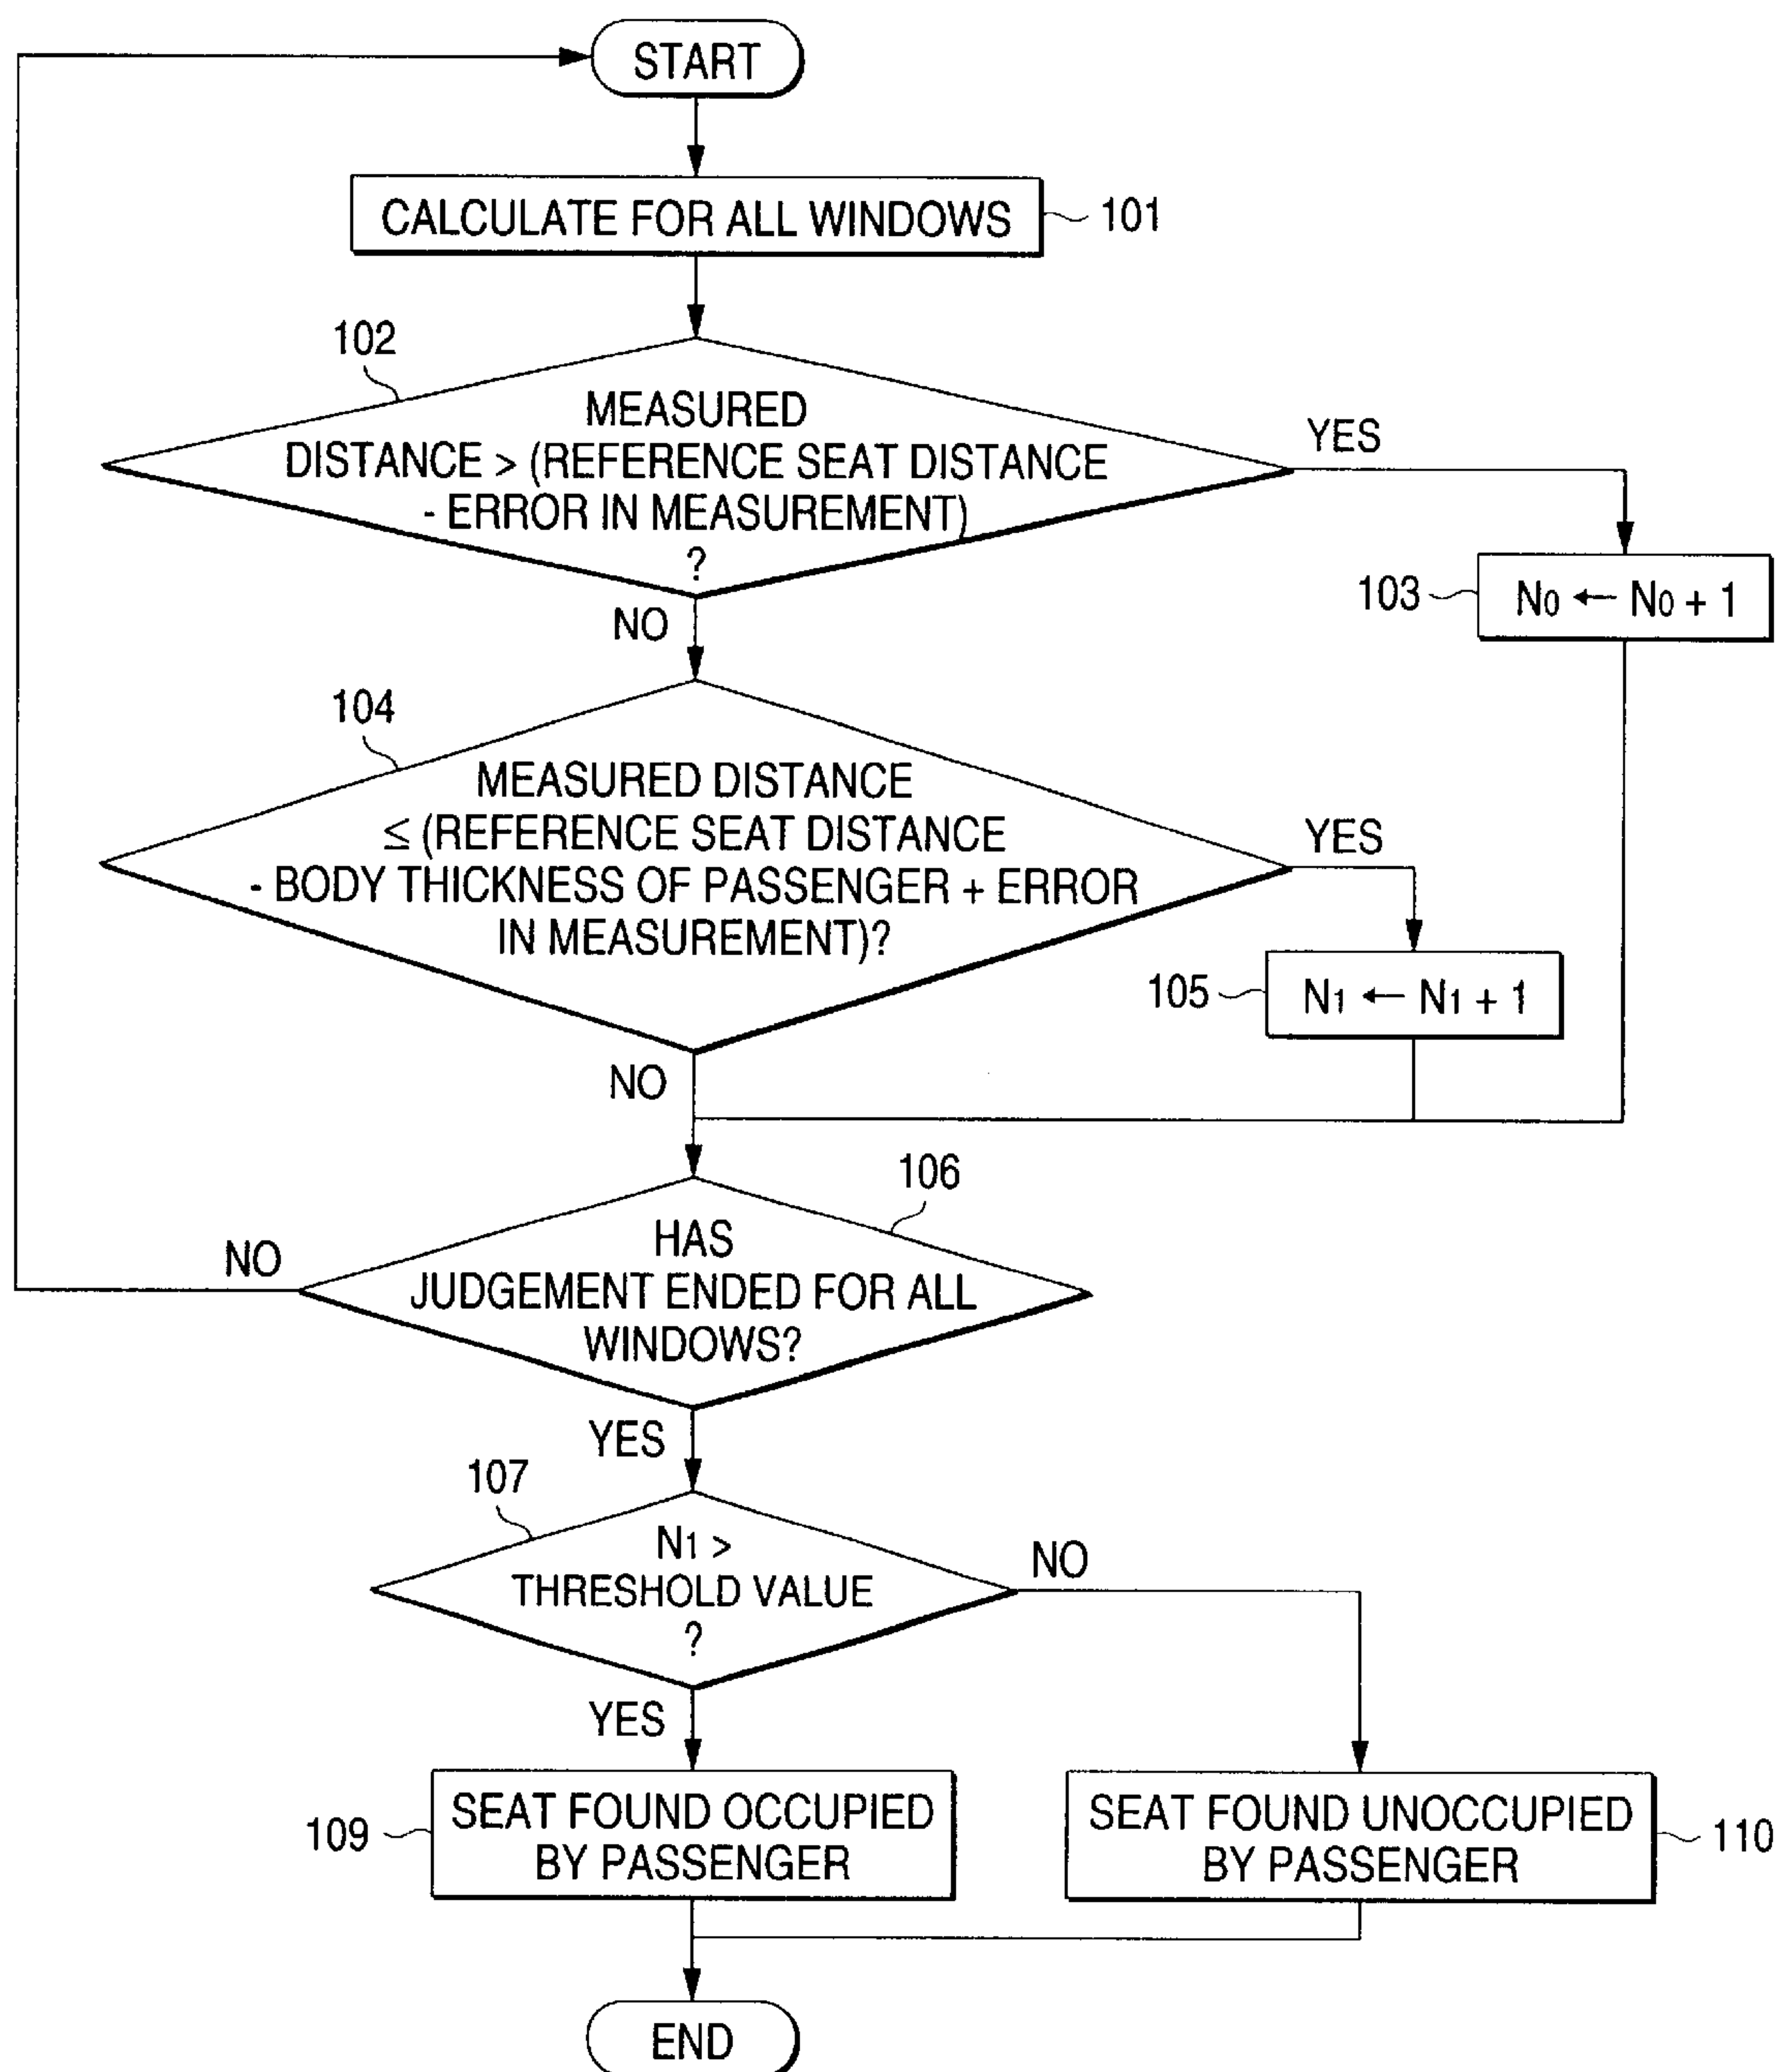 START
CALCULATE FOR ALL WINDOWS
101
102
MEASURED
DISTANCE > (REFERENCE SEAT DISTANCE
- ERROR IN MEASUREMENT)
?
YES
NO
103
N0 ← N0 + 1
104
MEASURED DISTANCE
≤ (REFERENCE SEAT DISTANCE
- BODY THICKNESS OF PASSENGER + ERROR
IN MEASUREMENT)?
YES
105
N1 ← N1 + 1
NO
106
HAS
JUDGEMENT ENDED FOR ALL
WINDOWS?
NO
YES
107
N1 >
THRESHOLD VALUE
?
NO
YES
109
SEAT FOUND OCCUPIED
BY PASSENGER
SEAT FOUND UNOCCUPIED
BY PASSENGER
110
END